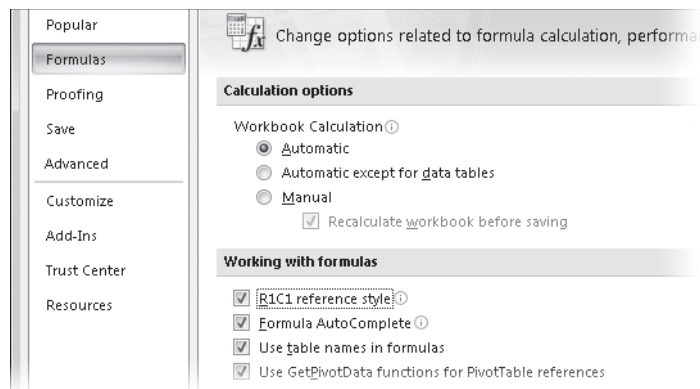 Popular
Formulas
Proofing
Save
Advanced
Customize
Add-Ins
Trust Center
Resources
Change options related to formula calculation,
Calculation options
Workbook Calculation
Automatic
Automatic except for data tables
Manual
Recalculate workbook before saving
Working with formulas
R1C1 reference style
Formula AutoComplete
Use table names in formulas
Use GetPivotData functions for PivotTable references